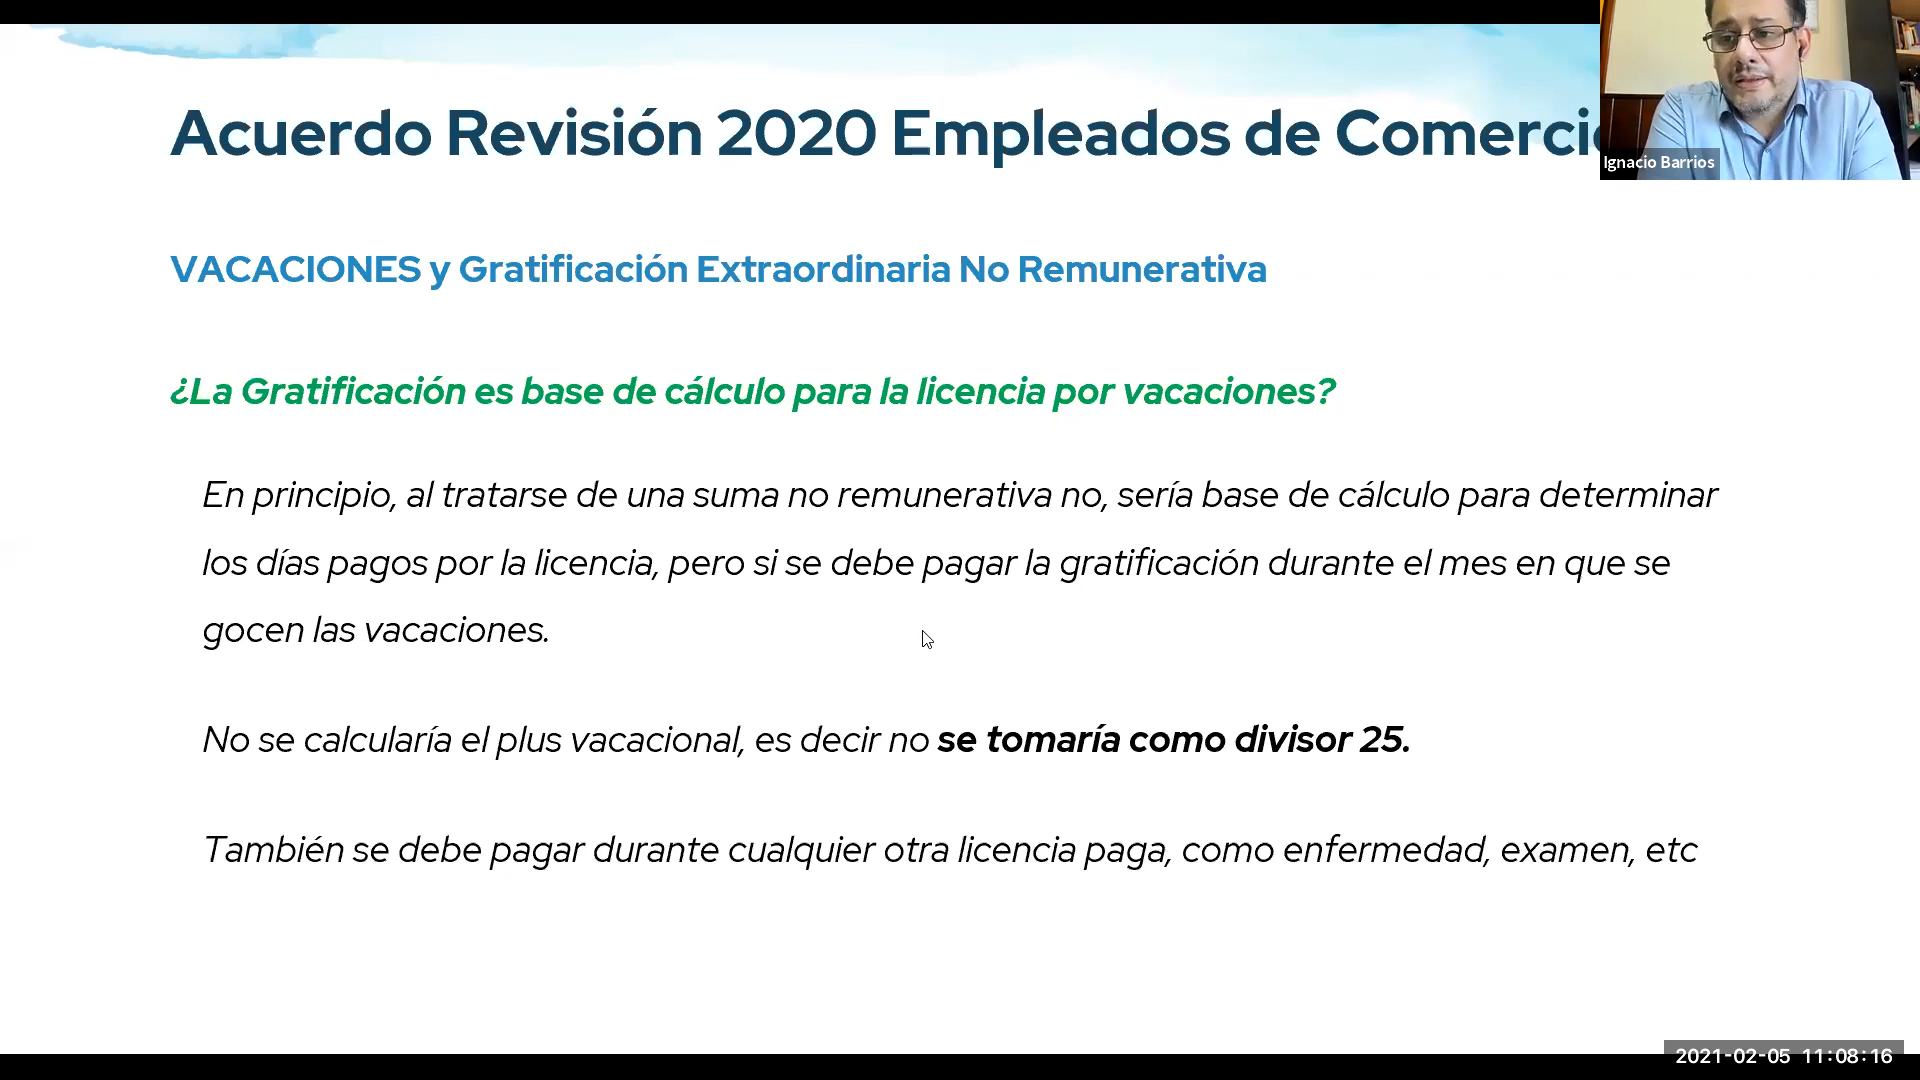 Acuerdo Revisión 2020 Empleados de Comerci
Ignacio Barrios
VACACIONES y Gratificación Extraordinaria No Remunerativa
¿La Gratificación es base de cálculo para la licencia por vacaciones?
En principio, al tratarse de una suma no remunerativa no, sería base de cálculo para determinar
los días pagos por la licencia, pero si se debe pagar la gratificación durante el mes en que se
gocen las vacaciones.
No se calcularía el plus vacacional, es decir no se tomaría como divisor 25.
También se debe pagar durante cualquier otra licencia paga, como enfermedad, examen, etc
2021-02-05 11:08:16